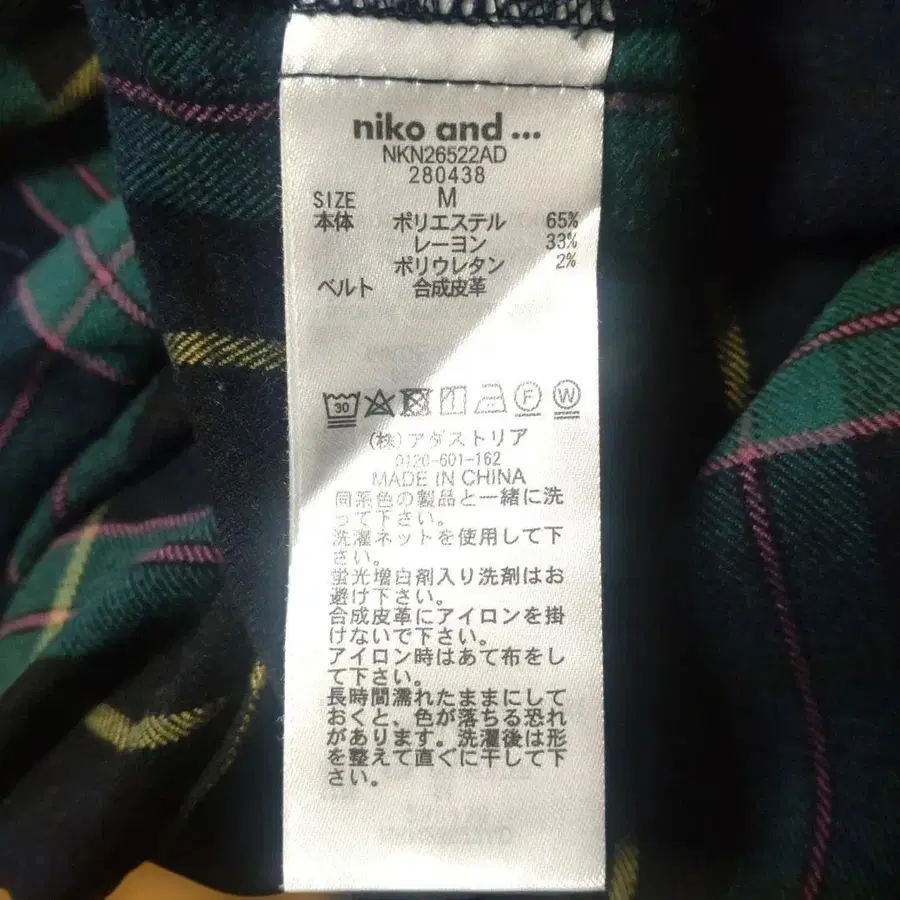 niko and ...
NKN26522AD
280438
SIZE M
本体 ポリエステル 65%
レーヨン 33%
ポリウレタン 2%
ベルト 合成皮革
30 F W
(株)アダストリア
0120-601-162
MADE IN CHINA
同系色の製品と一緒に洗
って下さい。
洗濯ネットを使用して下
さい。
蛍光増白剤入り洗剤はお
避け下さい。
合成皮革にアイロンを掛
けないで下さい。
アイロン時はあて布をし
て下さい。
長時間濡れたままにして
おくと、色が落ちる恐れ
があります。洗濯後は形
を整えて直ぐに干して下
さい。